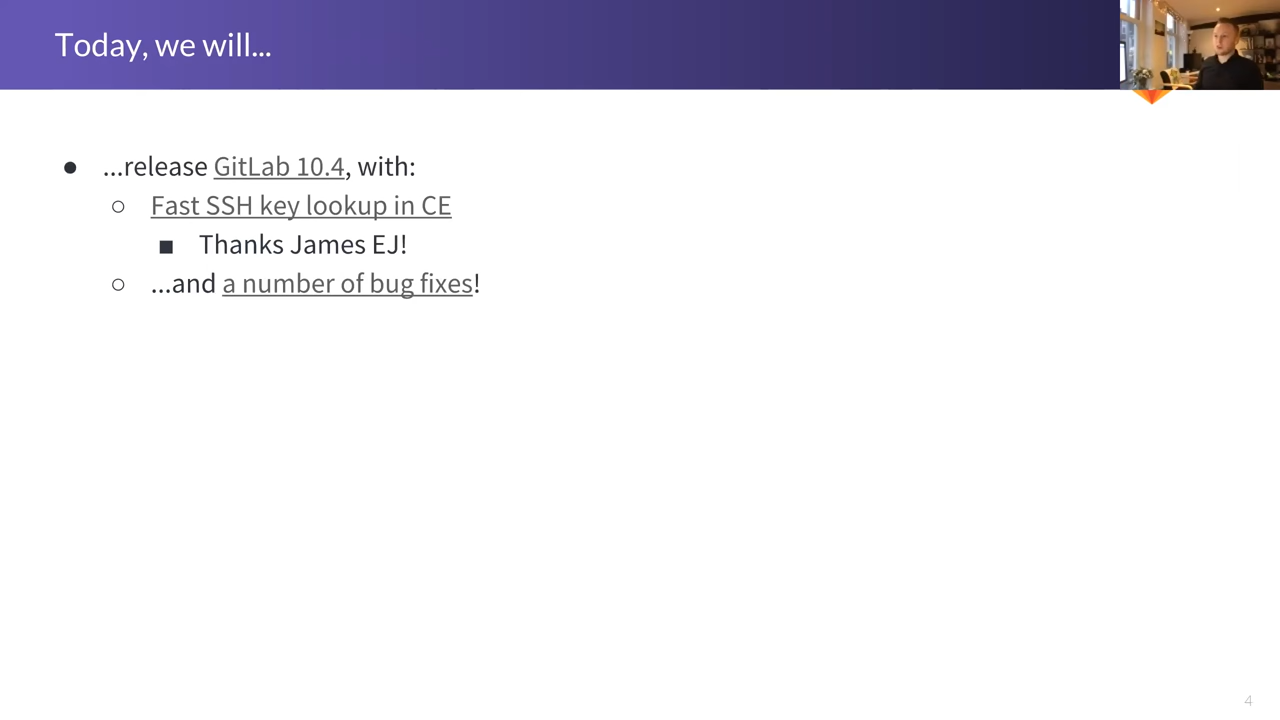 Today, we will...
● ...release GitLab 10.4, with:
○ Fast SSH key lookup in CE
■ Thanks James EJ!
○ ...and a number of bug fixes!
4